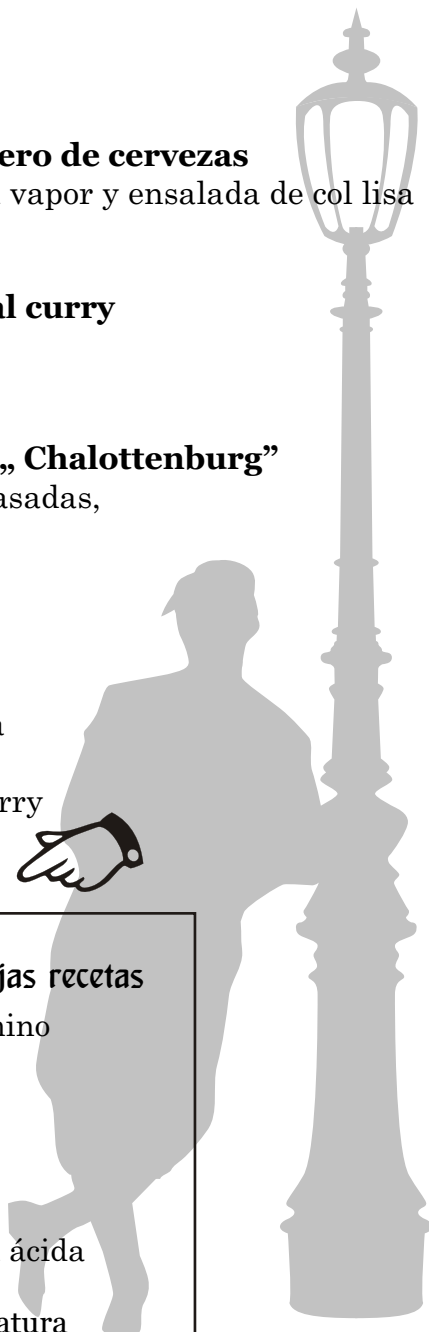 ero de cervezas
vapor y ensalada de col lisa
al curry
„ Chalottenburg”
asadas,
a
rry
jas recetas
nino
ácida
atura